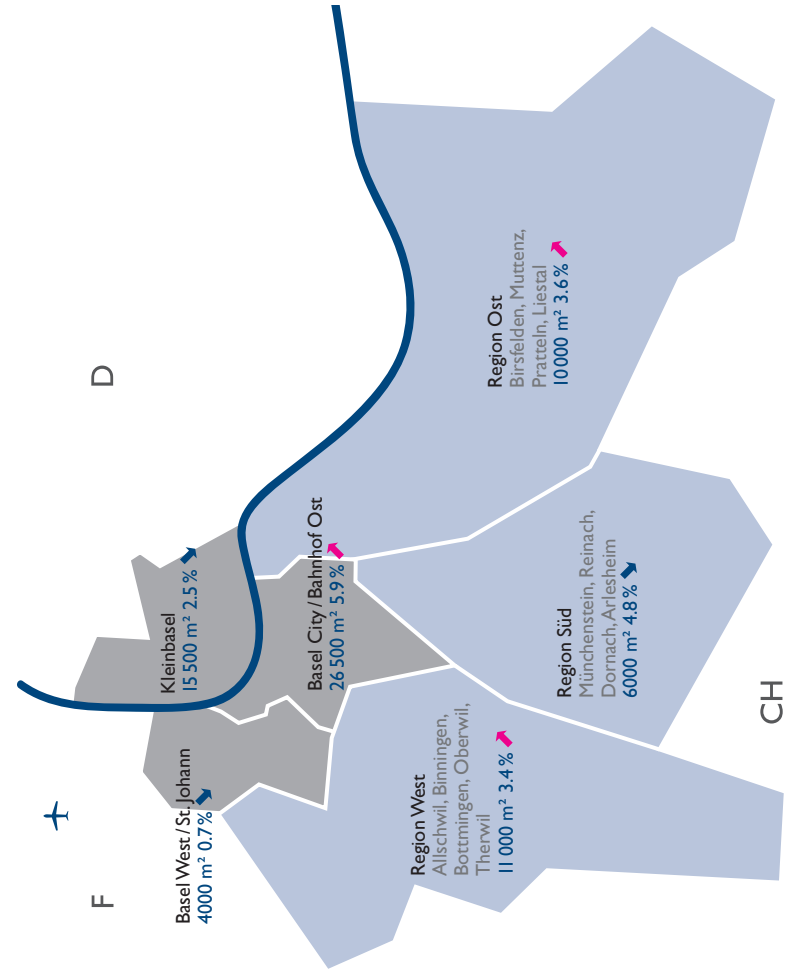 F
D
CH
Basel West / St. Johann
4000 m² 0.7 %
Kleinbasel
15 500 m² 2.5 %
Basel City / Bahnhof Ost
26 500 m² 5.9 %
Region West
Allschwil, Binningen,
Bottmingen, Oberwil,
Therwil
11 000 m² 3.4 %
Region Ost
Birsfelden, Muttenz,
Pratteln, Liestal
10 000 m² 3.6 %
Region Süd
Münchenstein, Reinach,
Dornach, Arlesheim
6000 m² 4.8 %